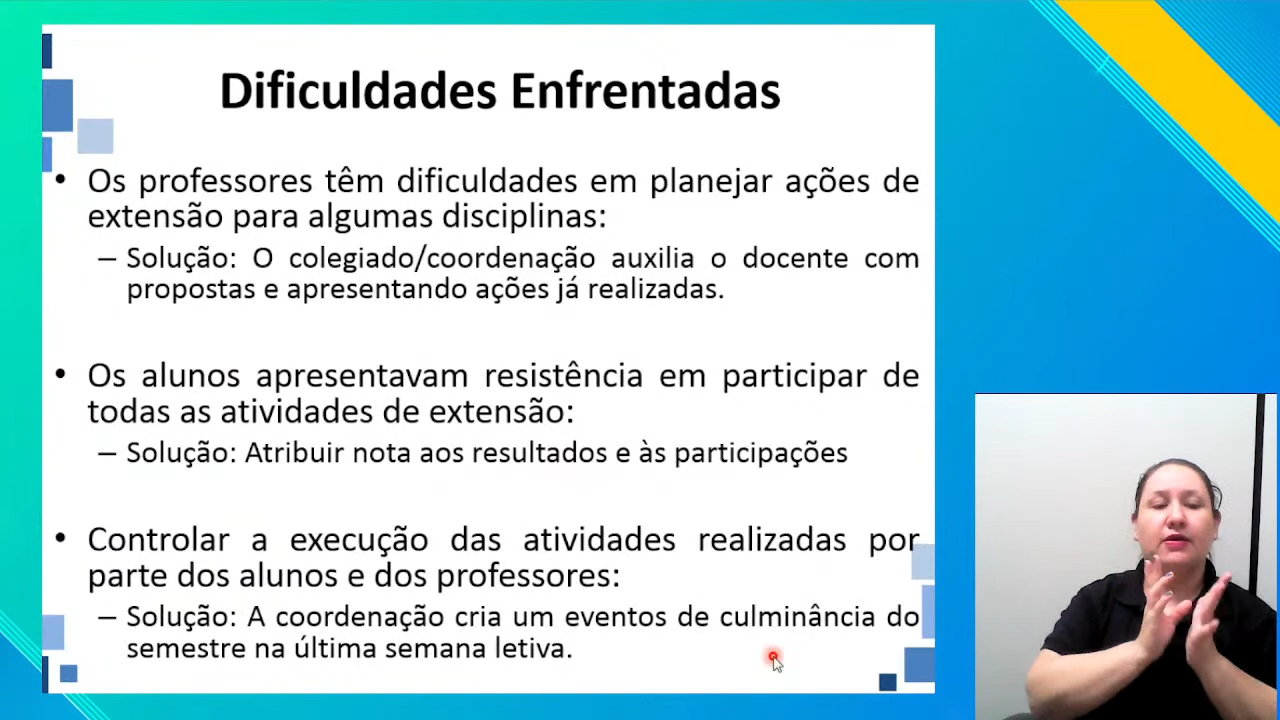 Dificuldades Enfrentadas
• Os professores têm dificuldades em planejar ações de
extensão para algumas disciplinas:
– Solução: O colegiado/coordenação auxilia o docente com
propostas e apresentando ações já realizadas.
• Os alunos apresentavam resistência em participar de
todas as atividades de extensão:
– Solução: Atribuir nota aos resultados e às participações
• Controlar a execução das atividades realizadas por
parte dos alunos e dos professores:
– Solução: A coordenação cria um eventos de culminância do
semestre na última semana letiva.